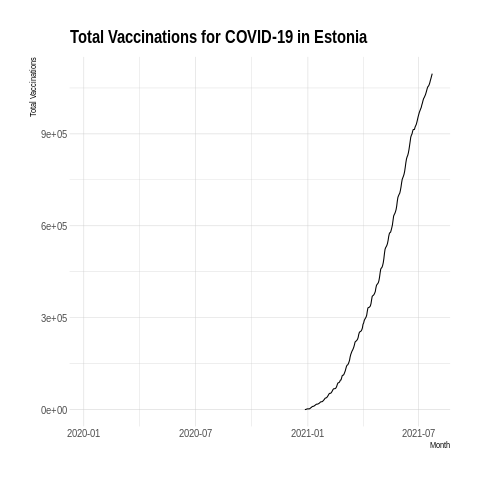 Total Vaccinations for COVID-19 in Estonia
Total Vaccinations
9e+05
6e+05
3e+05
0e+00
2020-01
2020-07
2021-01
2021-07
Month